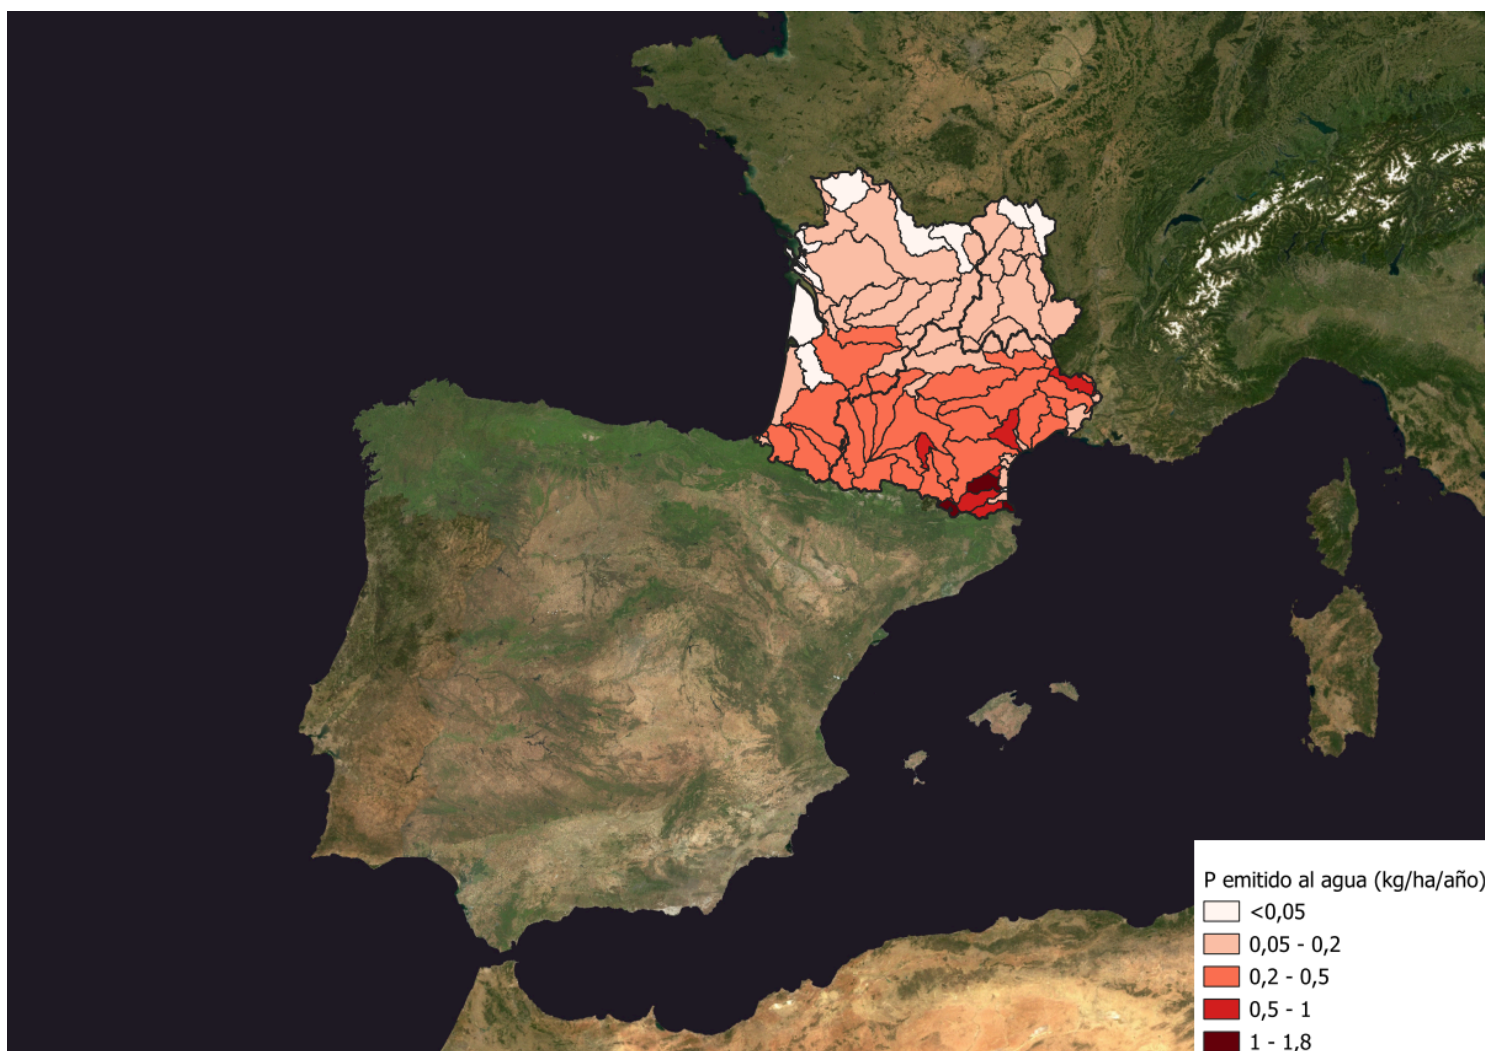 P emitido al agua (kg/ha/año)
<0,05
0,05 - 0,2
0,2 - 0,5
0,5 - 1
1 - 1,8